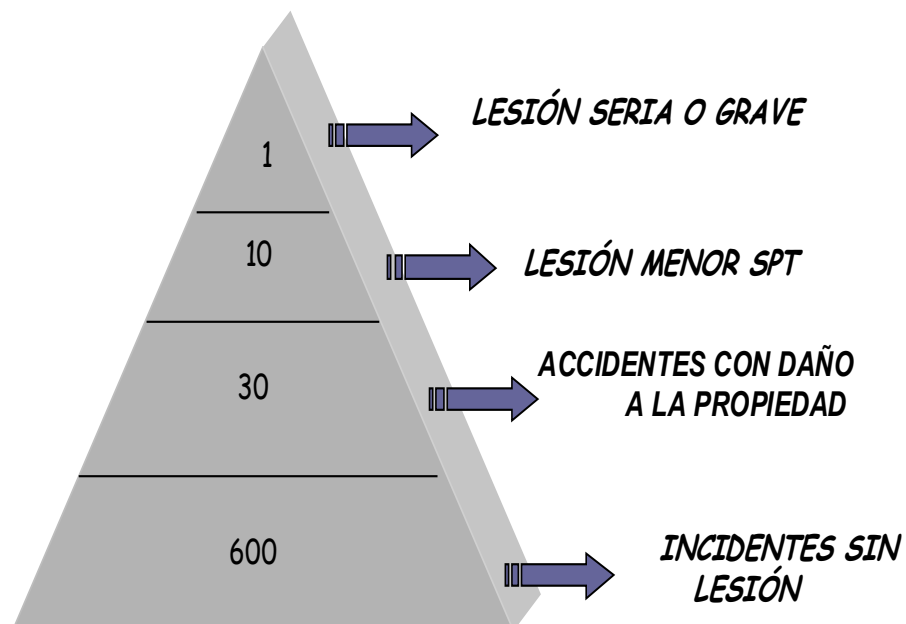 1
LESIÓN SERIA O GRAVE
10
LESIÓN MENOR SPT
30
ACCIDENTES CON DAÑO
A LA PROPIEDAD
600
INCIDENTES SIN
LESIÓN